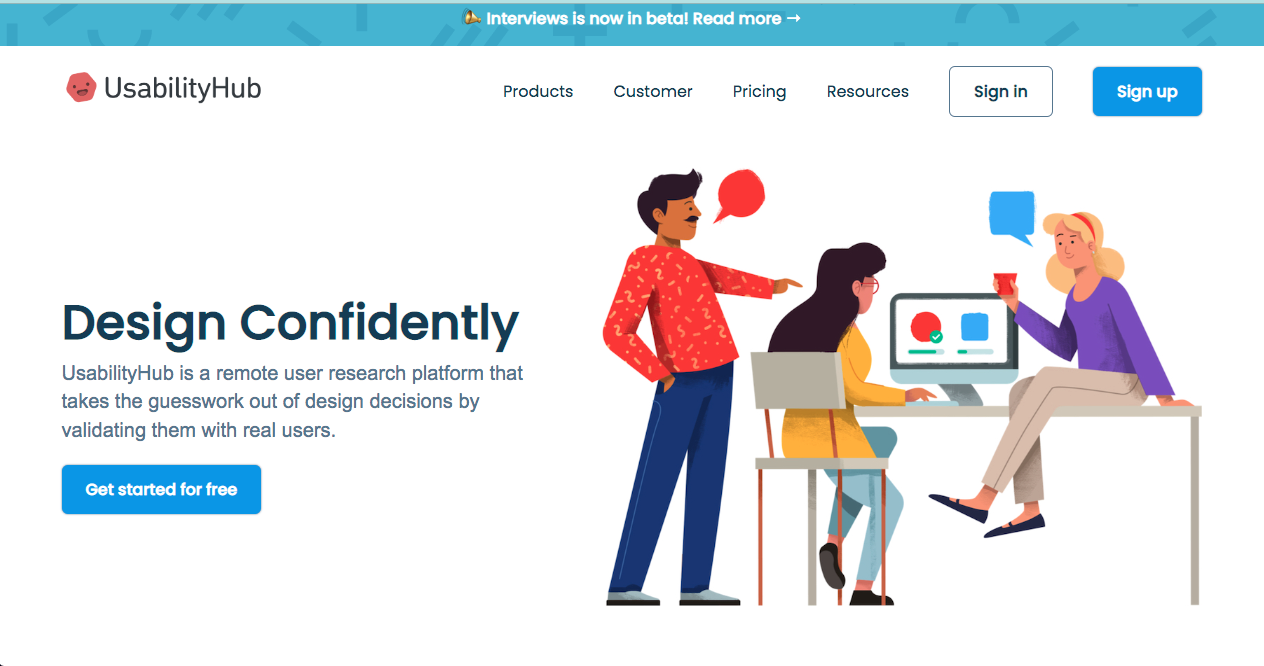 Interviews is now in beta! Read more →
UsabilityHub
Products Customer Pricing Resources Sign in Sign up
Design Confidently
UsabilityHub is a remote user research platform that
takes the guesswork out of design decisions by
validating them with real users.
Get started for free